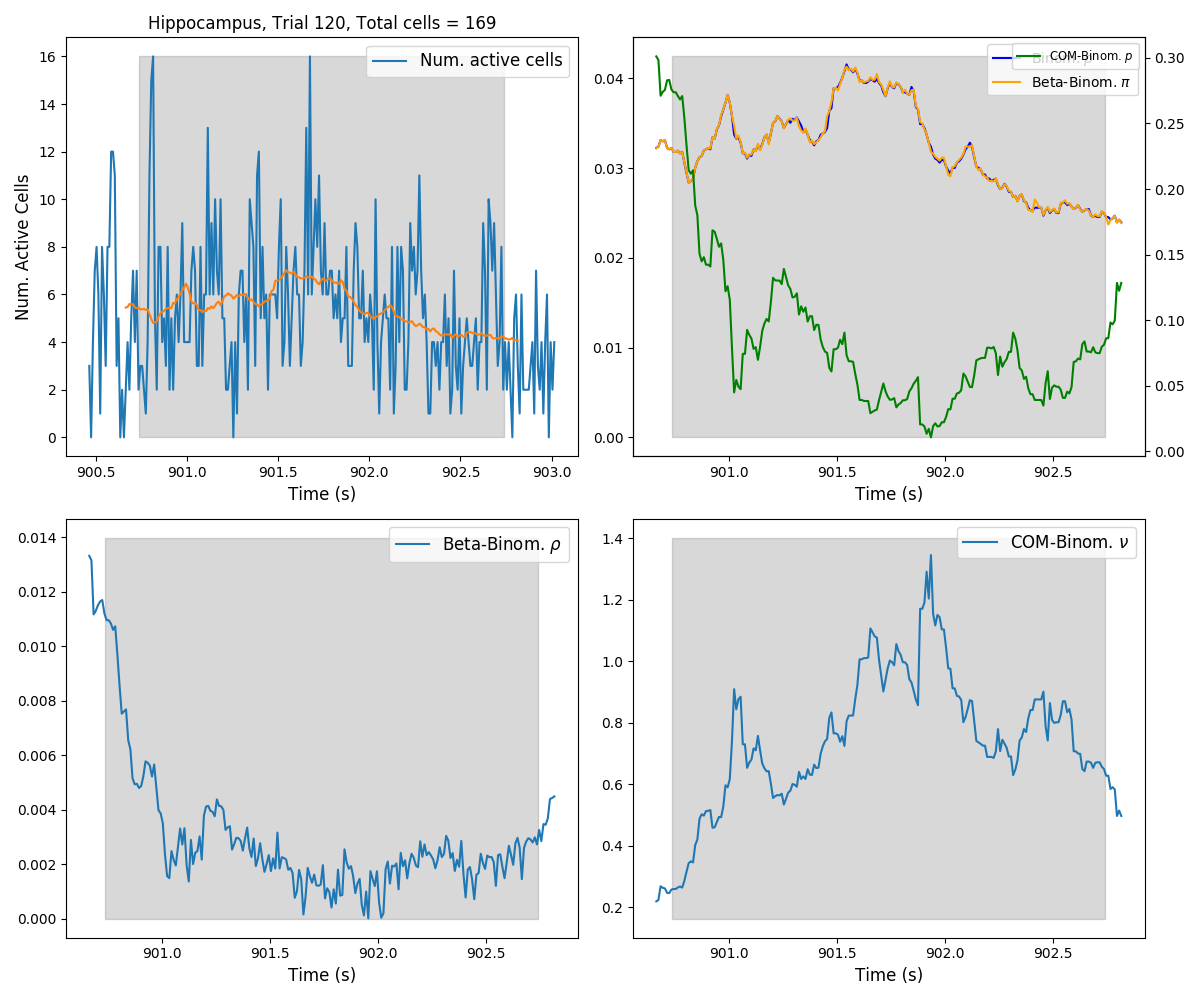 Hippocampus, Trial 120, Total cells = 169
Num. Active Cells
16
14
12
10
8
6
4
2
0
Num. active cells
900.5 901.0 901.5 902.0 902.5 903.0
Time (s)
0.04
0.03
0.02
0.01
0.00
COM-Binom. p
Binom. p
Beta-Binom. π
0.30
0.25
0.20
0.15
0.10
0.05
0.00
901.0 901.5 902.0 902.5
Time (s)
0.014
0.012
0.010
0.008
0.006
0.004
0.002
0.000
Beta-Binom. ρ
901.0 901.5 902.0 902.5
Time (s)
1.4
1.2
1.0
0.8
0.6
0.4
0.2
COM-Binom. ν
901.0 901.5 902.0 902.5
Time (s)